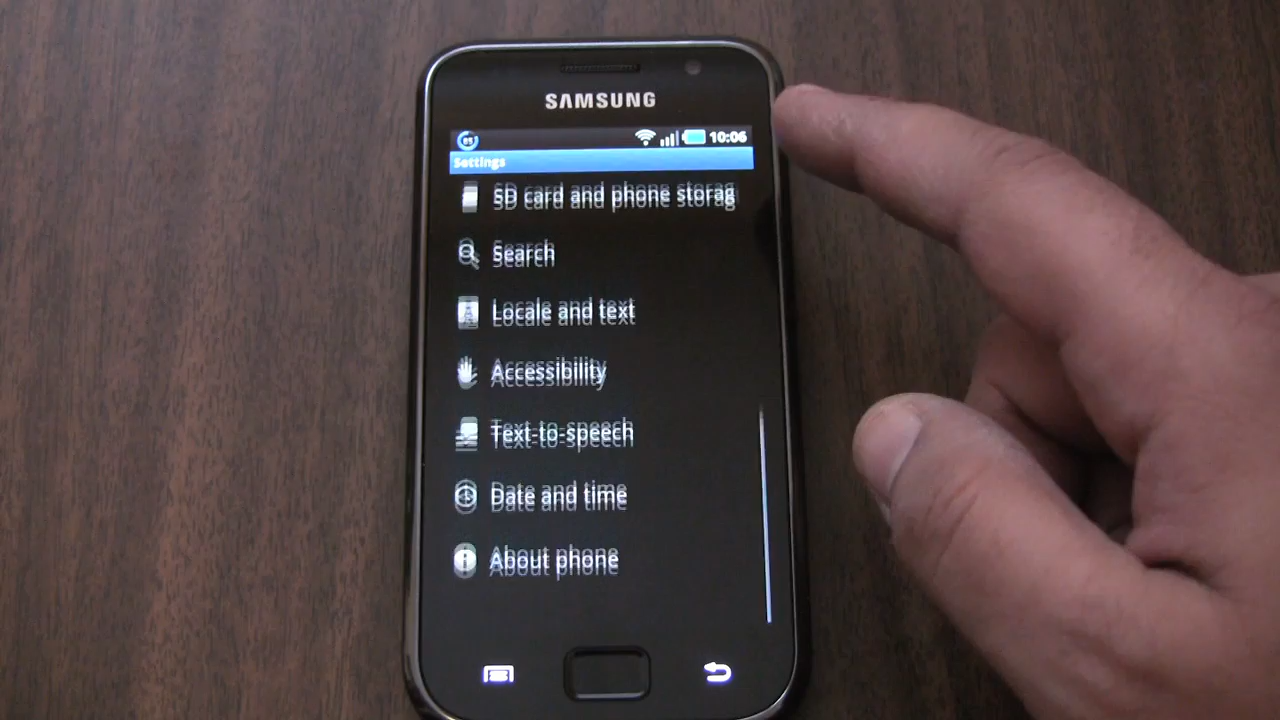 SAMSUNG
85 10:06
Settings
SD card and phone storag
Search
Locale and text
Accessibility
Text-to-speech
Date and time
About phone